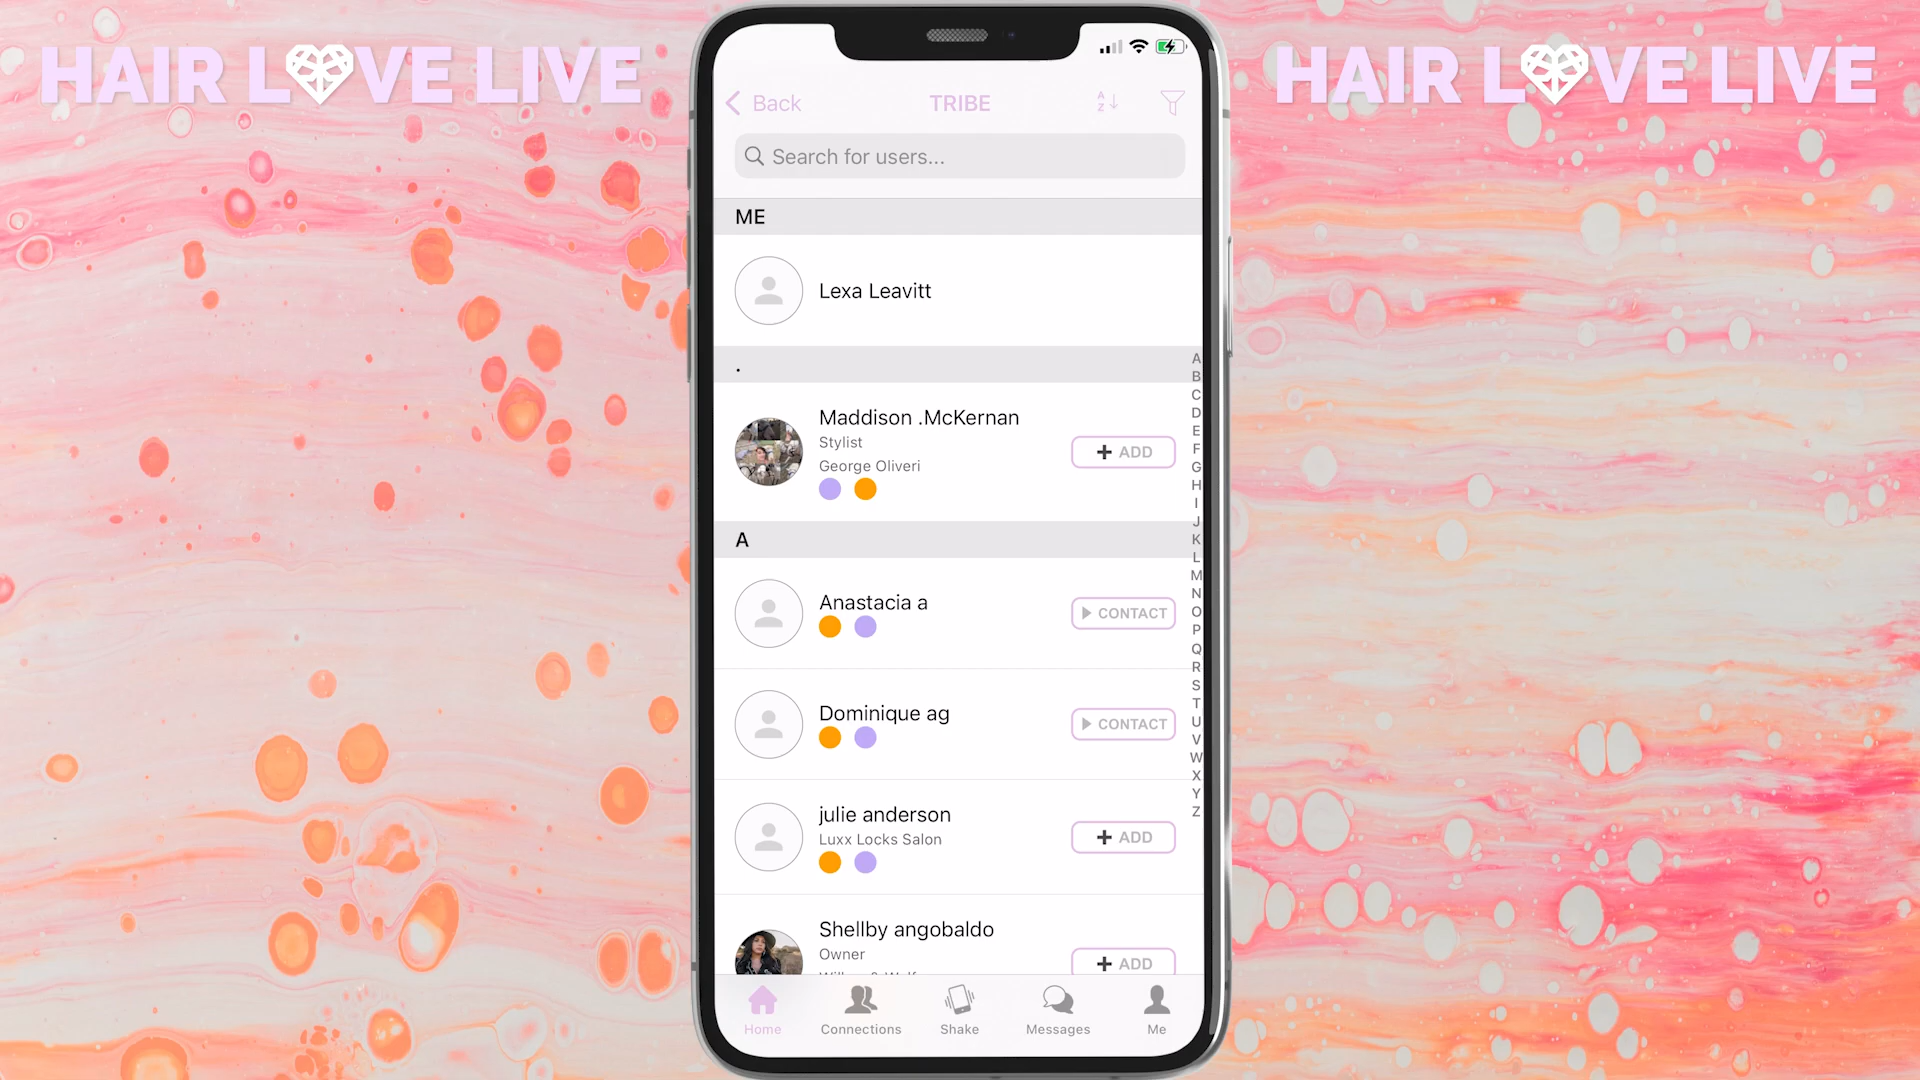 HAIR LOVE LIVE
HAIR LOVE LIVE
Back
TRIBE
A
Z
Search for users...
ME
Lexa Leavitt
.
Maddison .McKernan
Stylist
George Oliveri
+ ADD
A
Anastacia a
CONTACT
Dominique ag
CONTACT
julie anderson
Luxx Locks Salon
+ ADD
Shellby angobaldo
Owner
+ ADD
A
B
C
D
E
F
G
H
I
J
K
L
M
N
O
P
Q
R
S
T
U
V
W
X
Y
Z
Home
Connections
Shake
Messages
Me